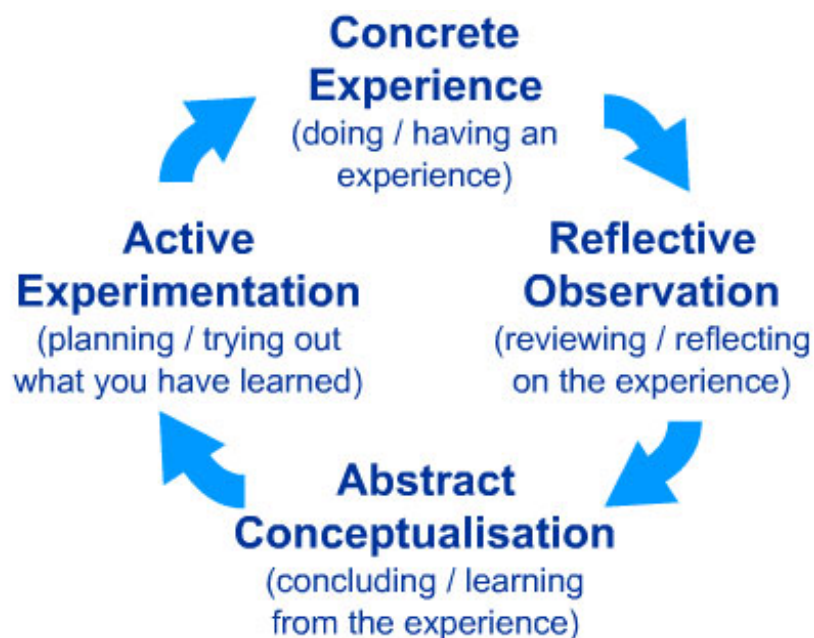 Concrete
Experience
(doing / having an
experience)
Reflective
Observation
(reviewing / reflecting
on the experience)
Abstract
Conceptualisation
(concluding / learning
from the experience)
Active
Experimentation
(planning / trying out
what you have learned)